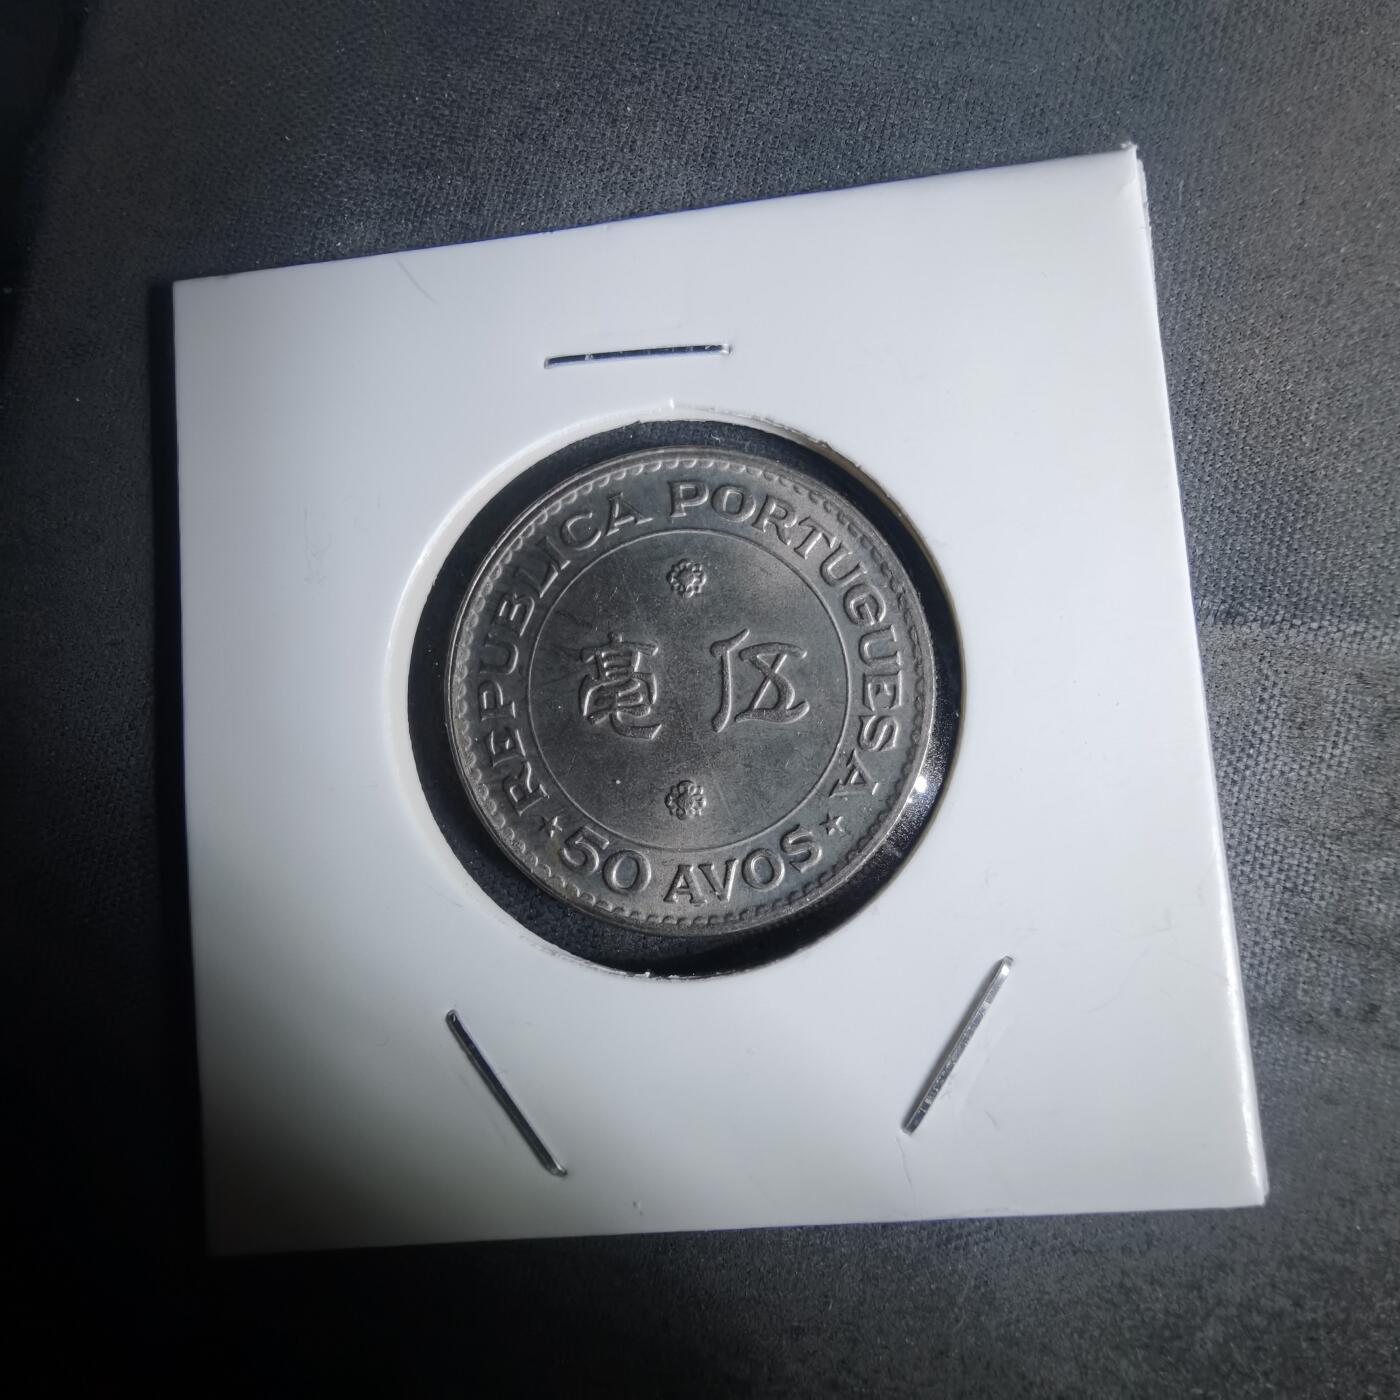 REPUBLICA PORTUGUESA
毫伍
★ 50 AVOS ★